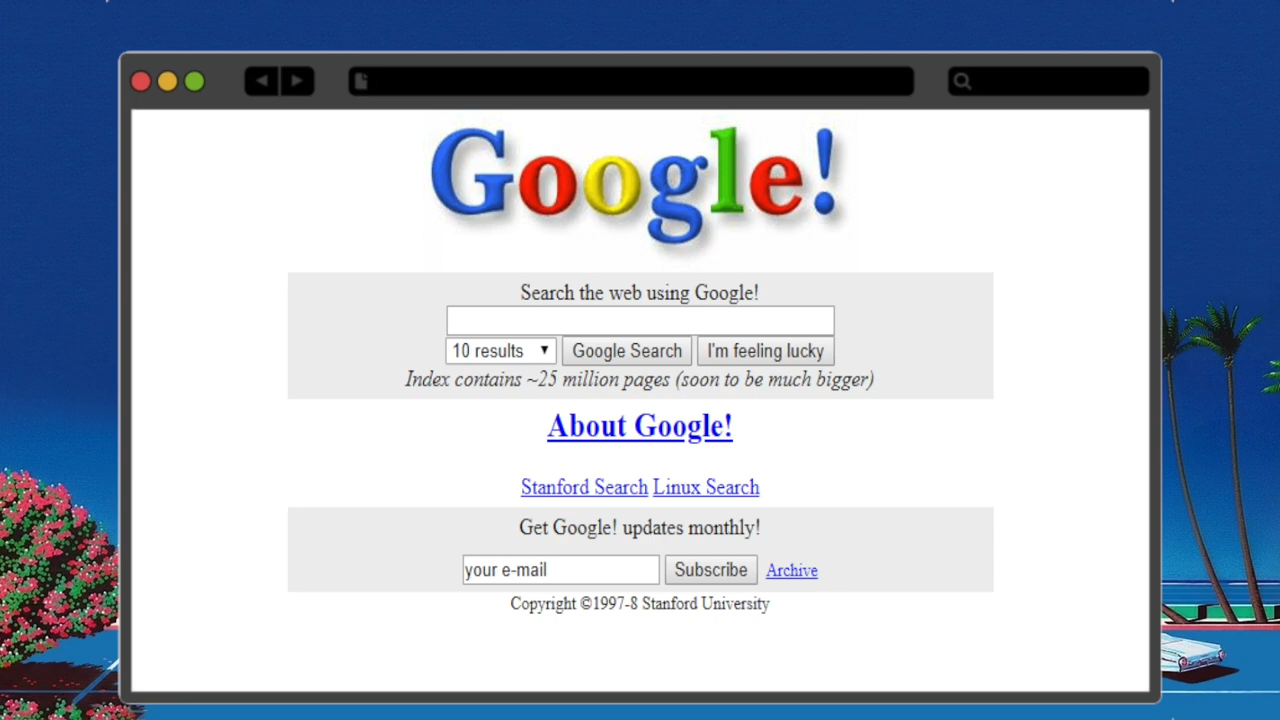 Google!
Search the web using Google!
10 results Google Search I'm feeling lucky
Index contains ~25 million pages (soon to be much bigger)
About Google!
Stanford Search Linux Search
Get Google! updates monthly!
your e-mail Subscribe Archive
Copyright ©1997-8 Stanford University